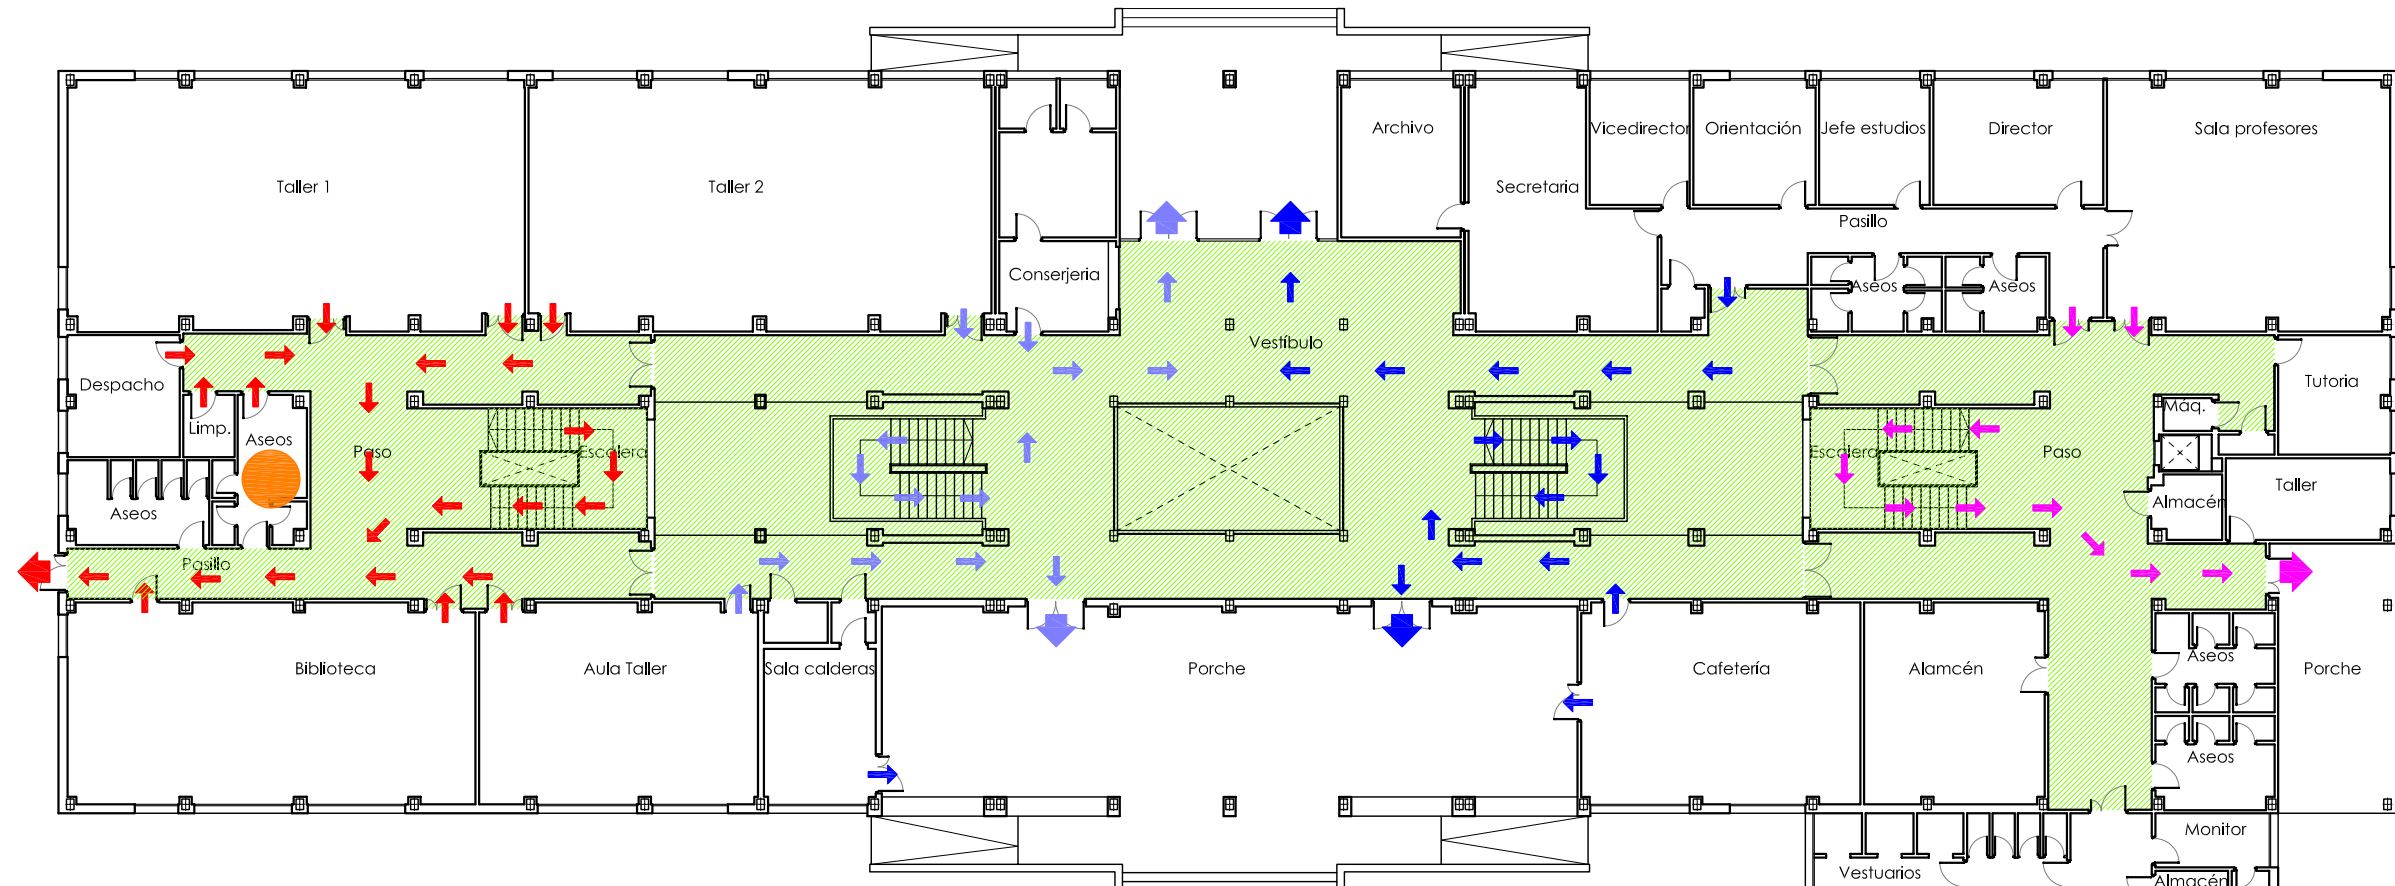 Archivo
Vicedirector
Orientación
Jefe estudios
Director
Sala profesores
Taller 1
Taller 2
Secretaria
Pasillo
Conserjeria
Aseos
Aseos
Vestíbulo
Despacho
Tutoria
Máq.
Limp.
Aseos
Paso
Escalera
Escalera
Paso
Taller
Almacén
Aseos
Pasillo
Biblioteca
Aula Taller
Sala calderas
Porche
Cafetería
Alamcén
Aseos
Porche
Aseos
Monitor
Vestuarios
Almacén